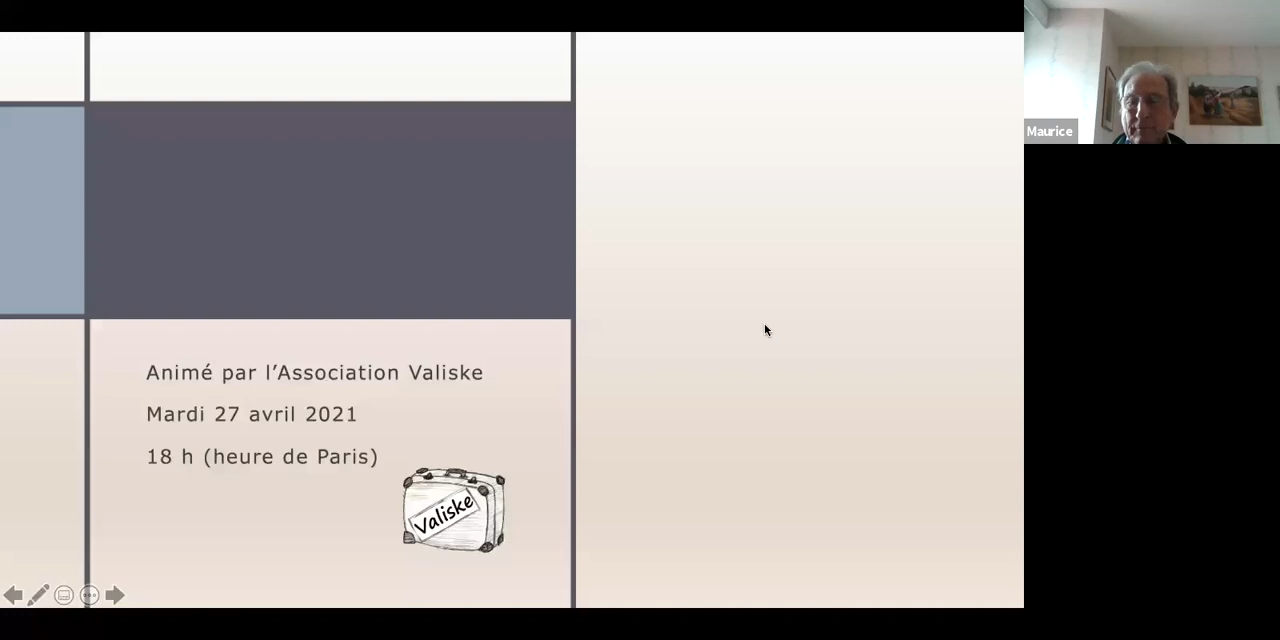 Maurice
Animé par l’Association Valiske
Mardi 27 avril 2021
18 h (heure de Paris)
Valiske